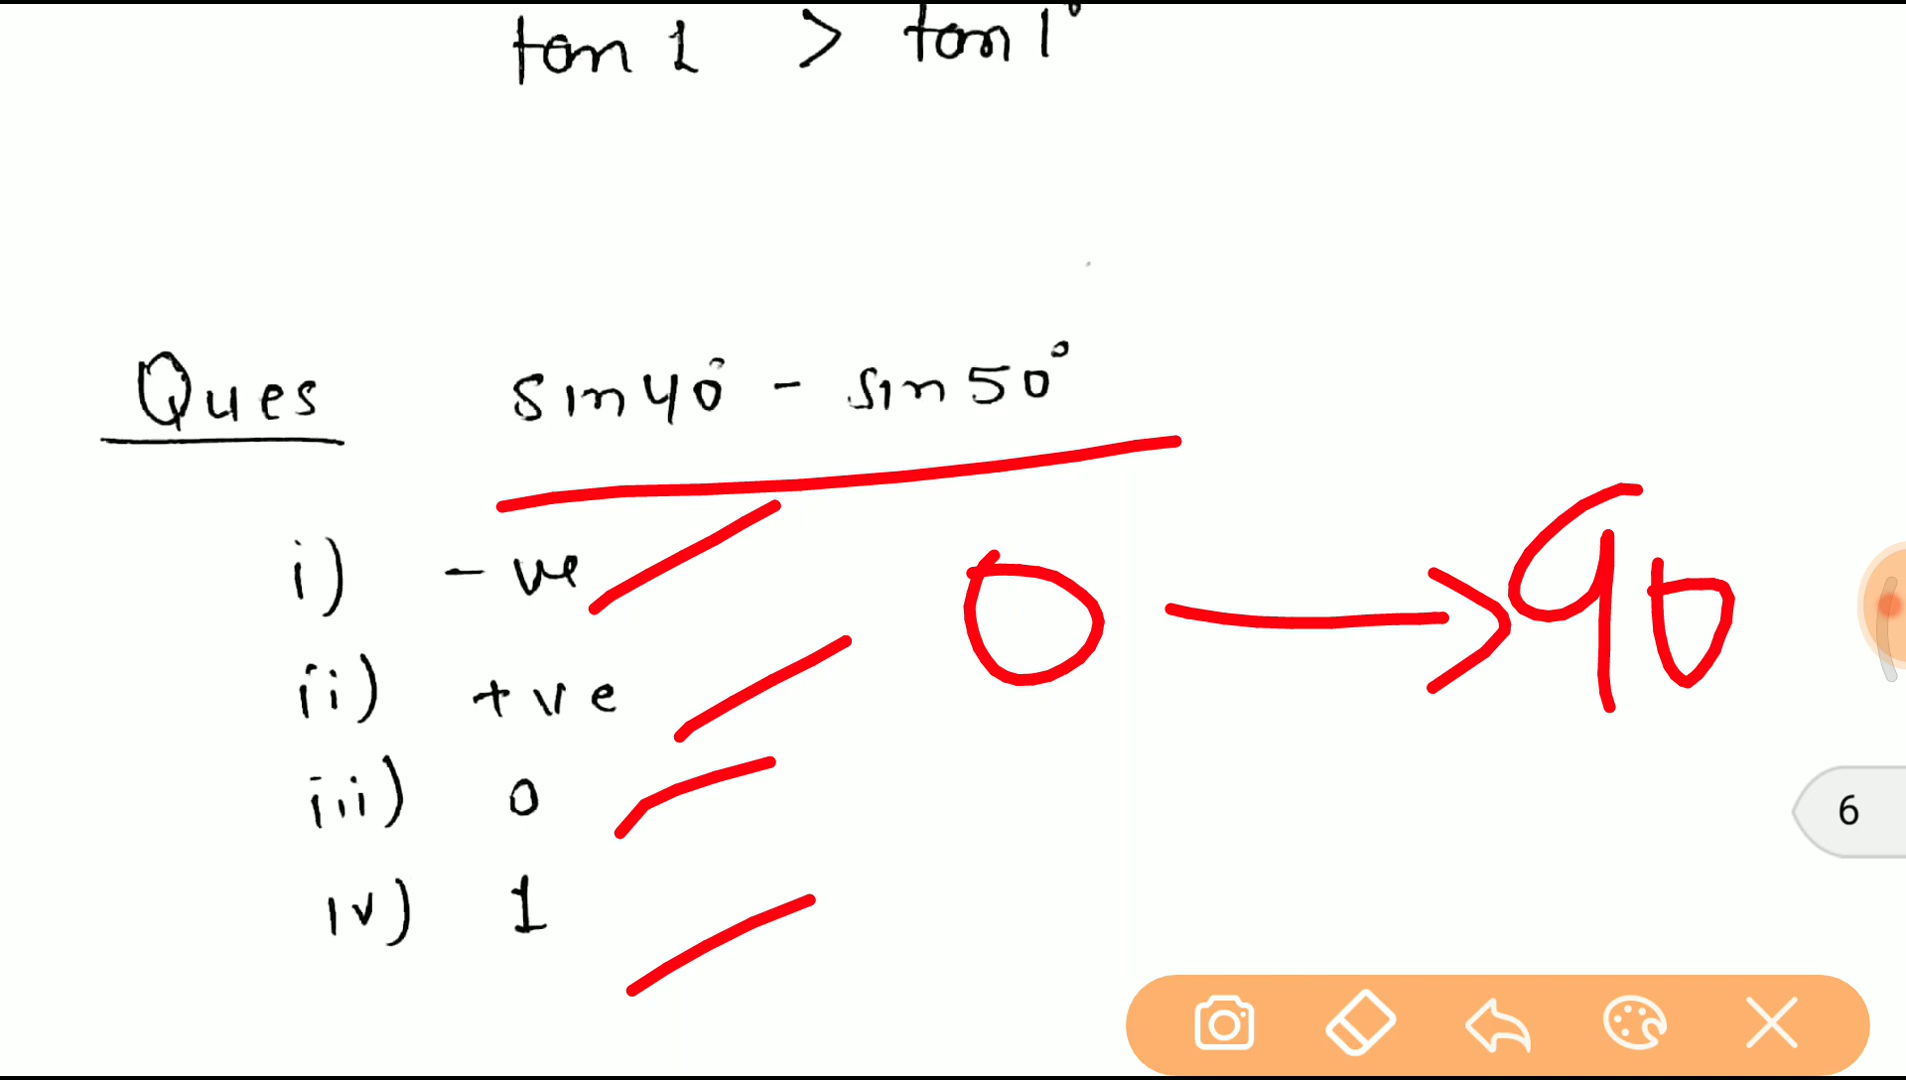 tan 1 > tan 1°
Ques sin 40° - sin 50°
i) - ve
ii) + ve
iii) 0
iv) 1
0 → 90
6